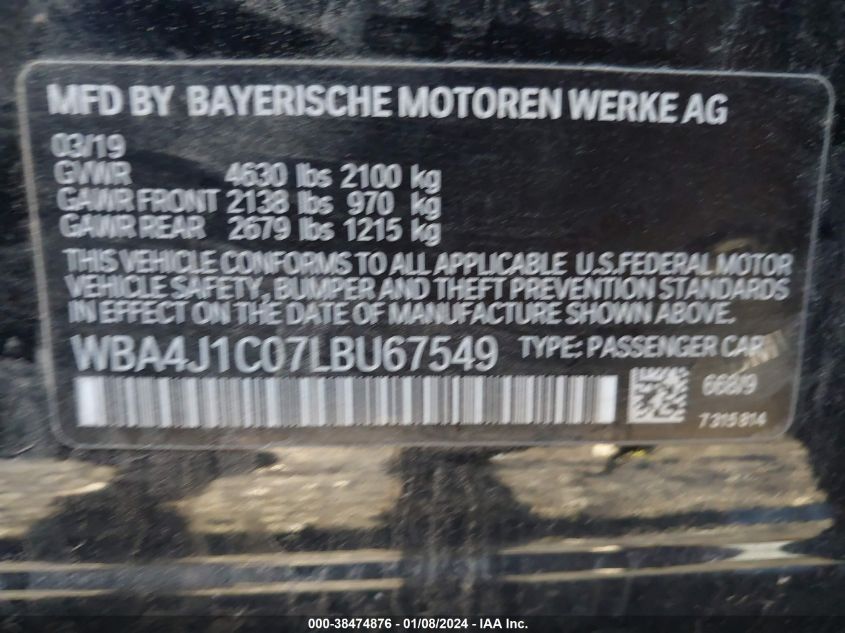 MFD BY BAYERISCHE MOTOREN WERKE AG
03/19
GVWR 4630 lbs 2100 kg
GAWR FRONT 2138 lbs 970 kg
GAWR REAR 2679 lbs 1215 kg
THIS VEHICLE CONFORMS TO ALL APPLICABLE U.S. FEDERAL MOTOR
VEHICLE SAFETY, BUMPER AND THEFT PREVENTION STANDARDS
IN EFFECT ON THE DATE OF MANUFACTURE SHOWN ABOVE.
WBA4J1C07LBU67549 TYPE: PASSENGER CAR
668/9
7315814
000-38474876 - 01/08/2024 - IAA Inc.